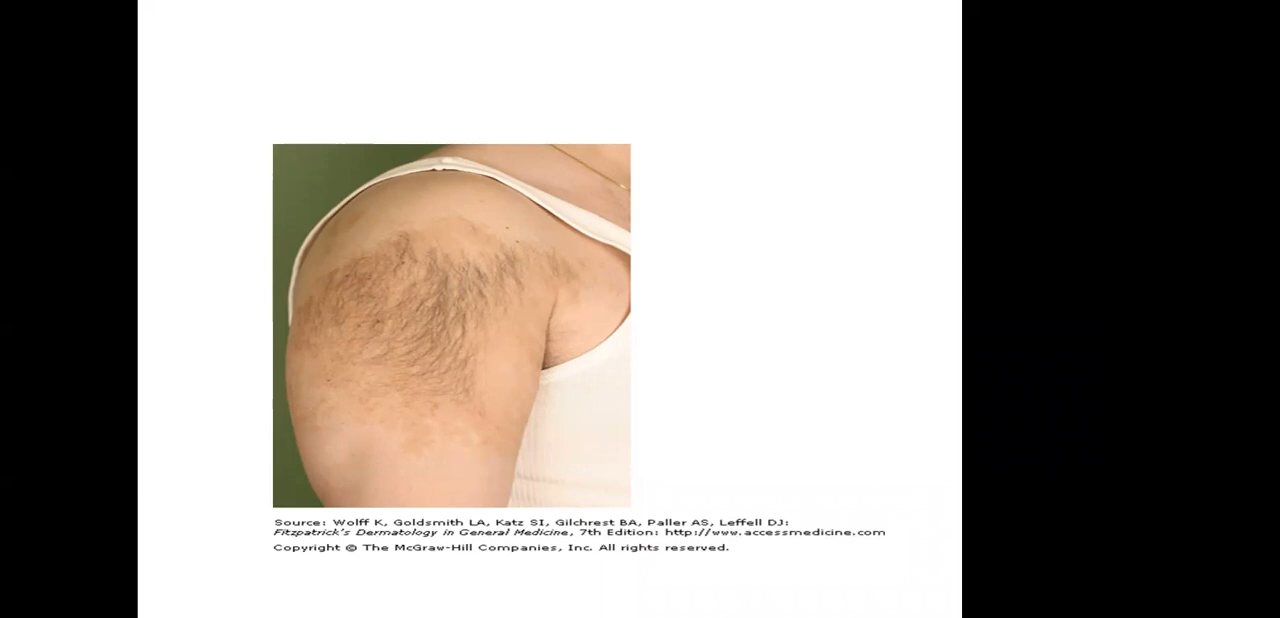 Source: Wolff K, Goldsmith LA, Katz SI, Gilchrest BA, Paller AS, Leffell DJ:
Fitzpatrick's Dermatology in General Medicine, 7th Edition: http://www.accessmedicine.com
Copyright © The McGraw-Hill Companies, Inc. All rights reserved.